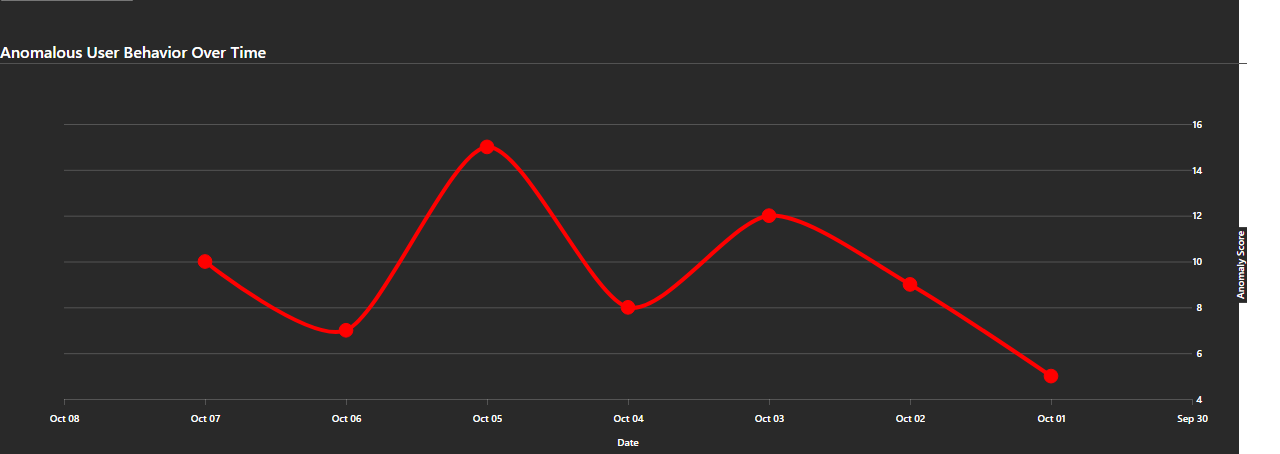 Anomalous User Behavior Over Time
16
14
12
10
8
6
4
Anomaly Score
Oct 08 Oct 07 Oct 06 Oct 05 Oct 04 Oct 03 Oct 02 Oct 01 Sep 30
Date